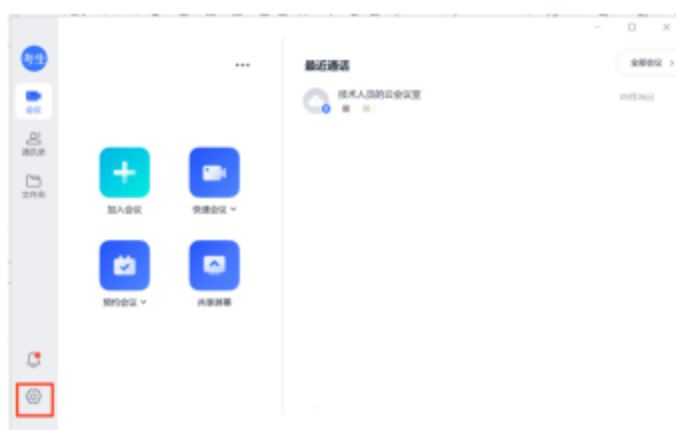 考生
会议
通讯录
文件夹
加入会议
快速会议
预约会议
共享屏幕
最近通话
全部会议 >
技术人员的云会议室